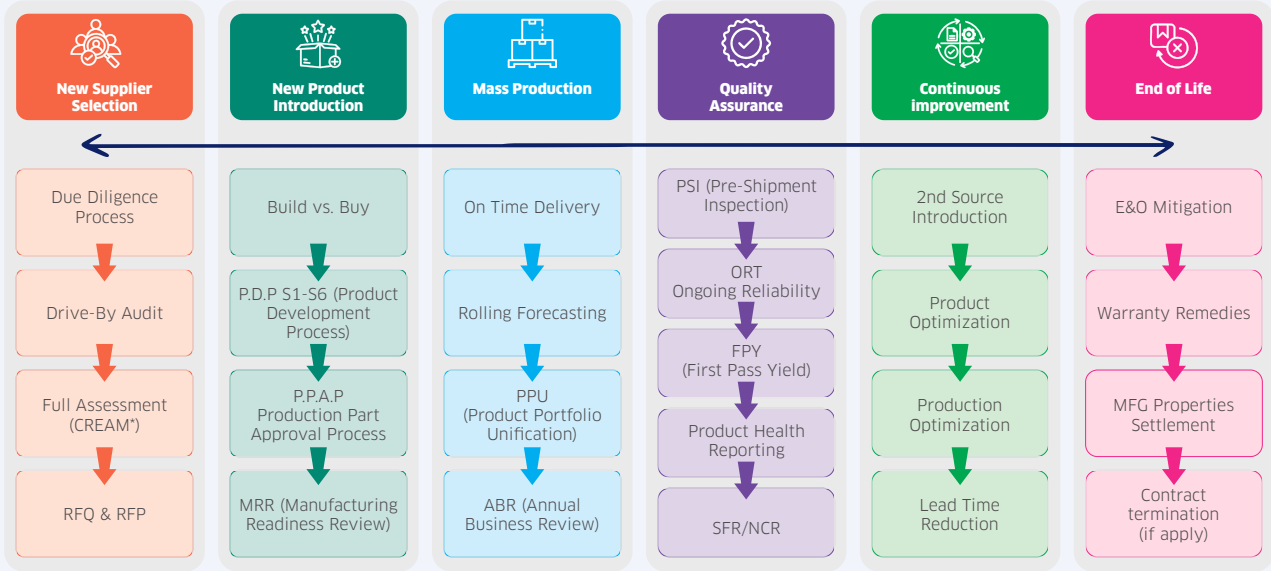 New Supplier
Selection
Due Diligence
Process
Drive-By Audit
Full Assessment
(CREAM*)
RFQ & RFP
New Product
Introduction
Build vs. Buy
P.D.P S1-S6 (Product
Development
Process)
P.P.A.P
Production Part
Approval Process
MRR (Manufacturing
Readiness Review)
Mass Production
On Time Delivery
Rolling Forecasting
PPU
(Product Portfolio
Unification)
ABR (Annual
Business Review)
Quality
Assurance
PSI (Pre-Shipment
Inspection)
ORT
Ongoing Reliability
FPY
(First Pass Yield)
Product Health
Reporting
SFR/NCR
Continuous
improvement
2nd Source
Introduction
Product
Optimization
Production
Optimization
Lead Time
Reduction
End of Life
E&O Mitigation
Warranty Remedies
MFG Properties
Settlement
Contract
termination
(if apply)